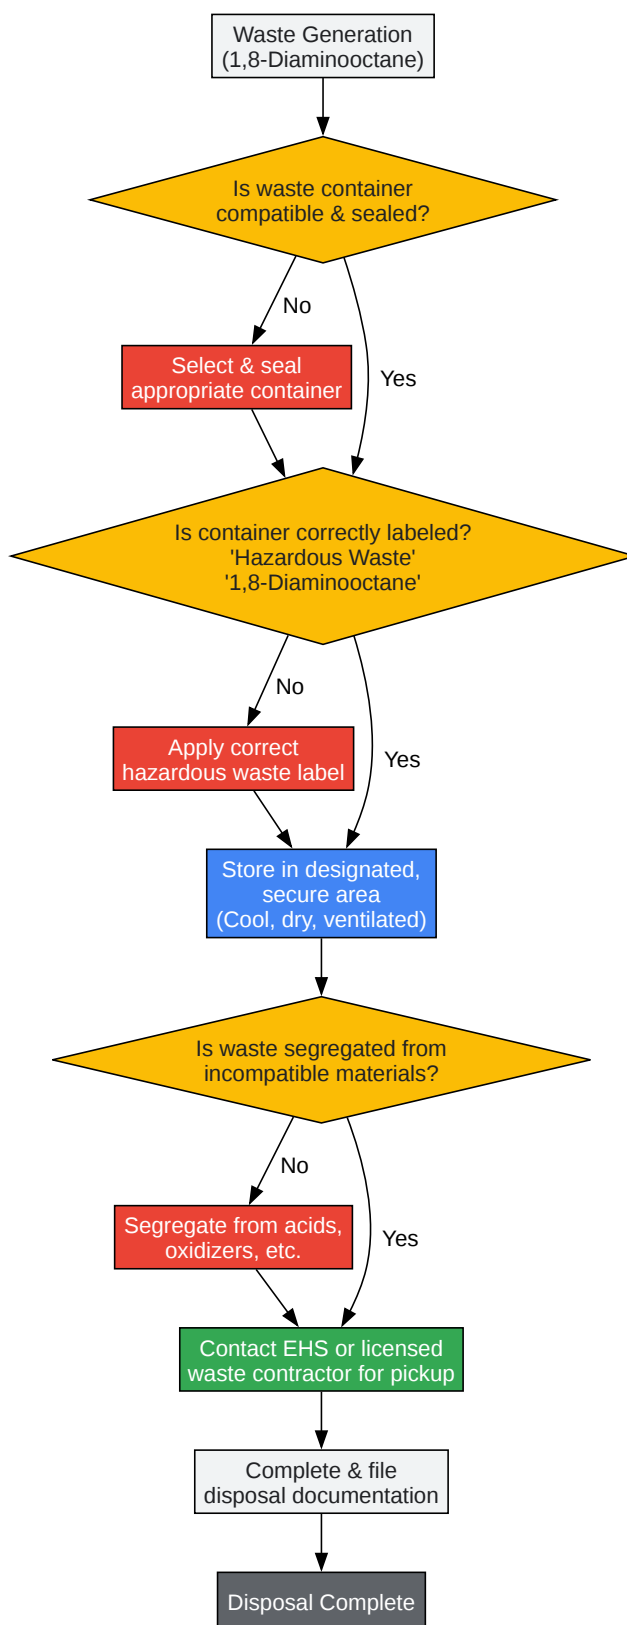 Waste Generation
(1,8-Diaminooctane)
Is waste container
compatible & sealed?
No
Yes
Select & seal
appropriate container
Is container correctly labeled?
'Hazardous Waste'
'1,8-Diaminooctane'
No
Yes
Apply correct
hazardous waste label
Store in designated,
secure area
(Cool, dry, ventilated)
Is waste segregated from
incompatible materials?
No
Yes
Segregate from acids,
oxidizers, etc.
Contact EHS or licensed
waste contractor for pickup
Complete & file
disposal documentation
Disposal Complete